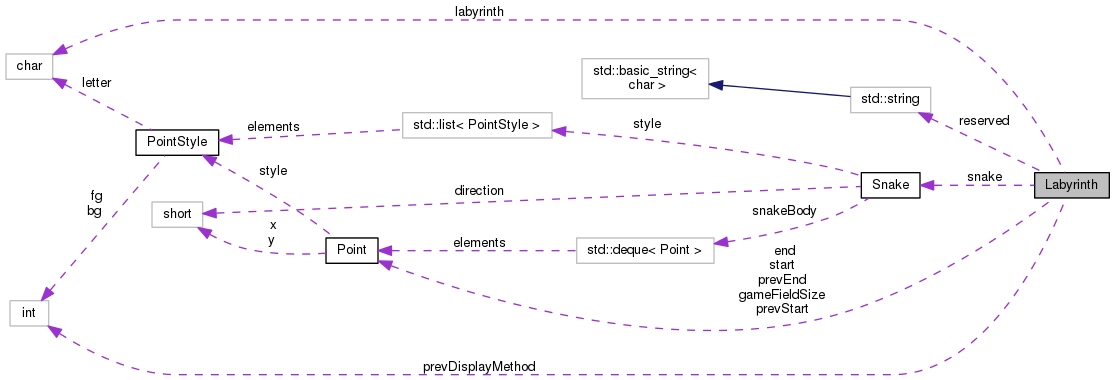 labyrinth
char
letter
std::basic_string<
char >
std::string
reserved
std::list< PointStyle >
elements
style
PointStyle
style
snake
Labyrinth
Snake
direction
fg
bg
short
x
y
snakeBody
Point
elements
std::deque< Point >
end
start
prevEnd
gameFieldSize
prevStart
int
prevDisplayMethod